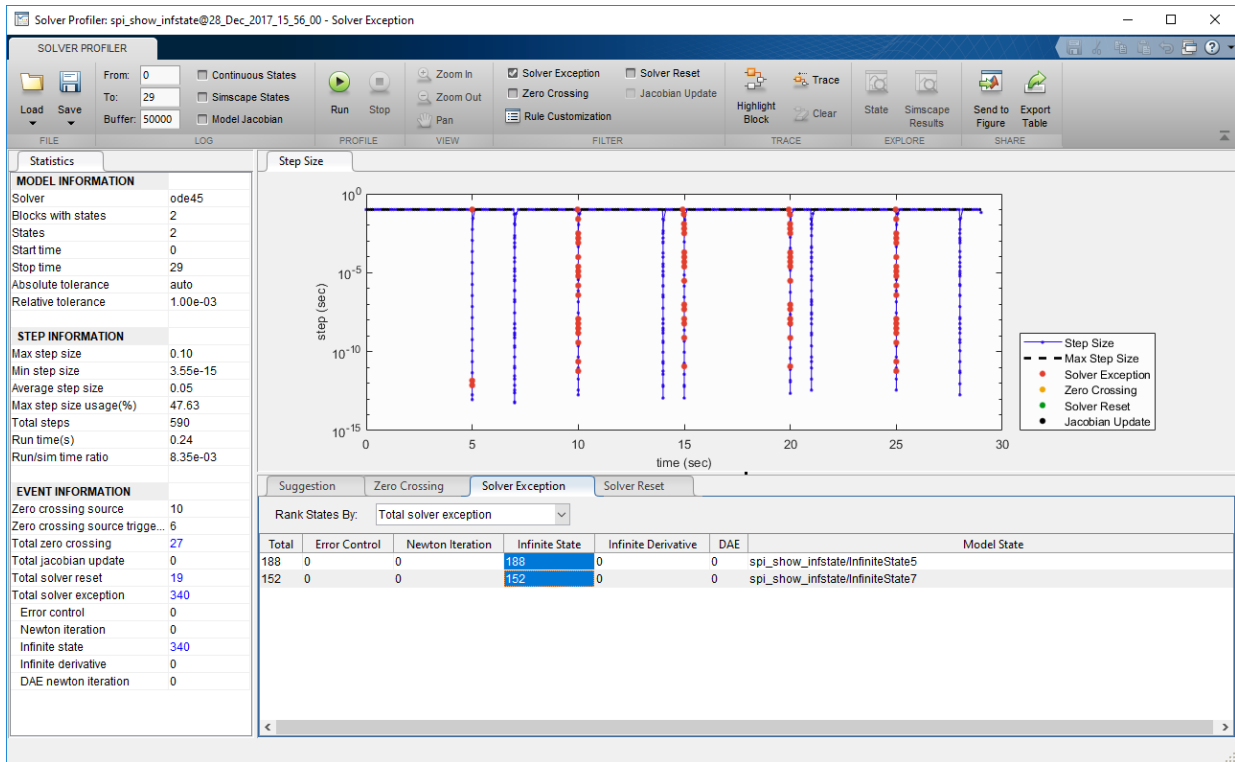 Solver Profiler: spi_show_infstate@28_Dec_2017_15_56_00 - Solver Exception
SOLVER PROFILER
Load
Save
FILE
From: 0
To: 29
Buffer: 50000
Continuous States
Simscape States
Model Jacobian
LOG
Run
Stop
PROFILE
Zoom In
Zoom Out
Pan
VIEW
Solver Exception
Solver Reset
Zero Crossing
Jacobian Update
Rule Customization
FILTER
Highlight
Block
Trace
Clear
TRACE
State
Simscape
Results
EXPLORE
Send to
Figure
Export
Table
SHARE
Statistics
MODEL INFORMATION
Solver ode45
Blocks with states 2
States 2
Start time 0
Stop time 29
Absolute tolerance auto
Relative tolerance 1.00e-03
STEP INFORMATION
Max step size 0.10
Min step size 3.55e-15
Average step size 0.05
Max step size usage(%) 47.63
Total steps 590
Run time(s) 0.24
Run/sim time ratio 8.35e-03
EVENT INFORMATION
Zero crossing source 10
Zero crossing source trigge... 6
Total zero crossing 27
Total jacobian update 0
Total solver reset 19
Total solver exception 340
Error control 0
Newton iteration 0
Infinite state 340
Infinite derivative 0
DAE newton iteration 0
Step Size
10^0
10^-5
10^-10
10^-15
step (sec)
0 5 10 15 20 25 30
time (sec)
Step Size
Max Step Size
Solver Exception
Zero Crossing
Solver Reset
Jacobian Update
Suggestion Zero Crossing Solver Exception Solver Reset
Rank States By: Total solver exception
Total Error Control Newton Iteration Infinite State Infinite Derivative DAE Model State
188 0 0 188 0 0 spi_show_infstate/InfiniteState5
152 0 0 152 0 0 spi_show_infstate/InfiniteState7